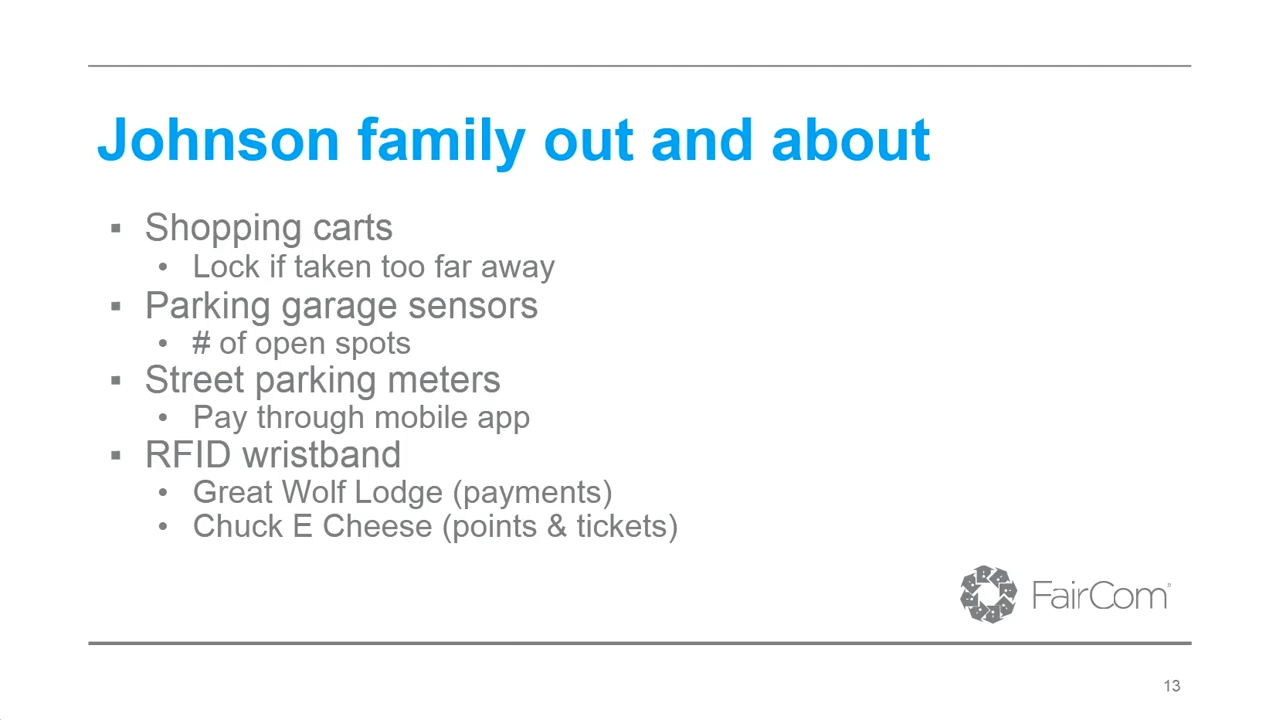 Johnson family out and about
▪ Shopping carts
• Lock if taken too far away
▪ Parking garage sensors
• # of open spots
▪ Street parking meters
• Pay through mobile app
▪ RFID wristband
• Great Wolf Lodge (payments)
• Chuck E Cheese (points & tickets)
FairCom
13